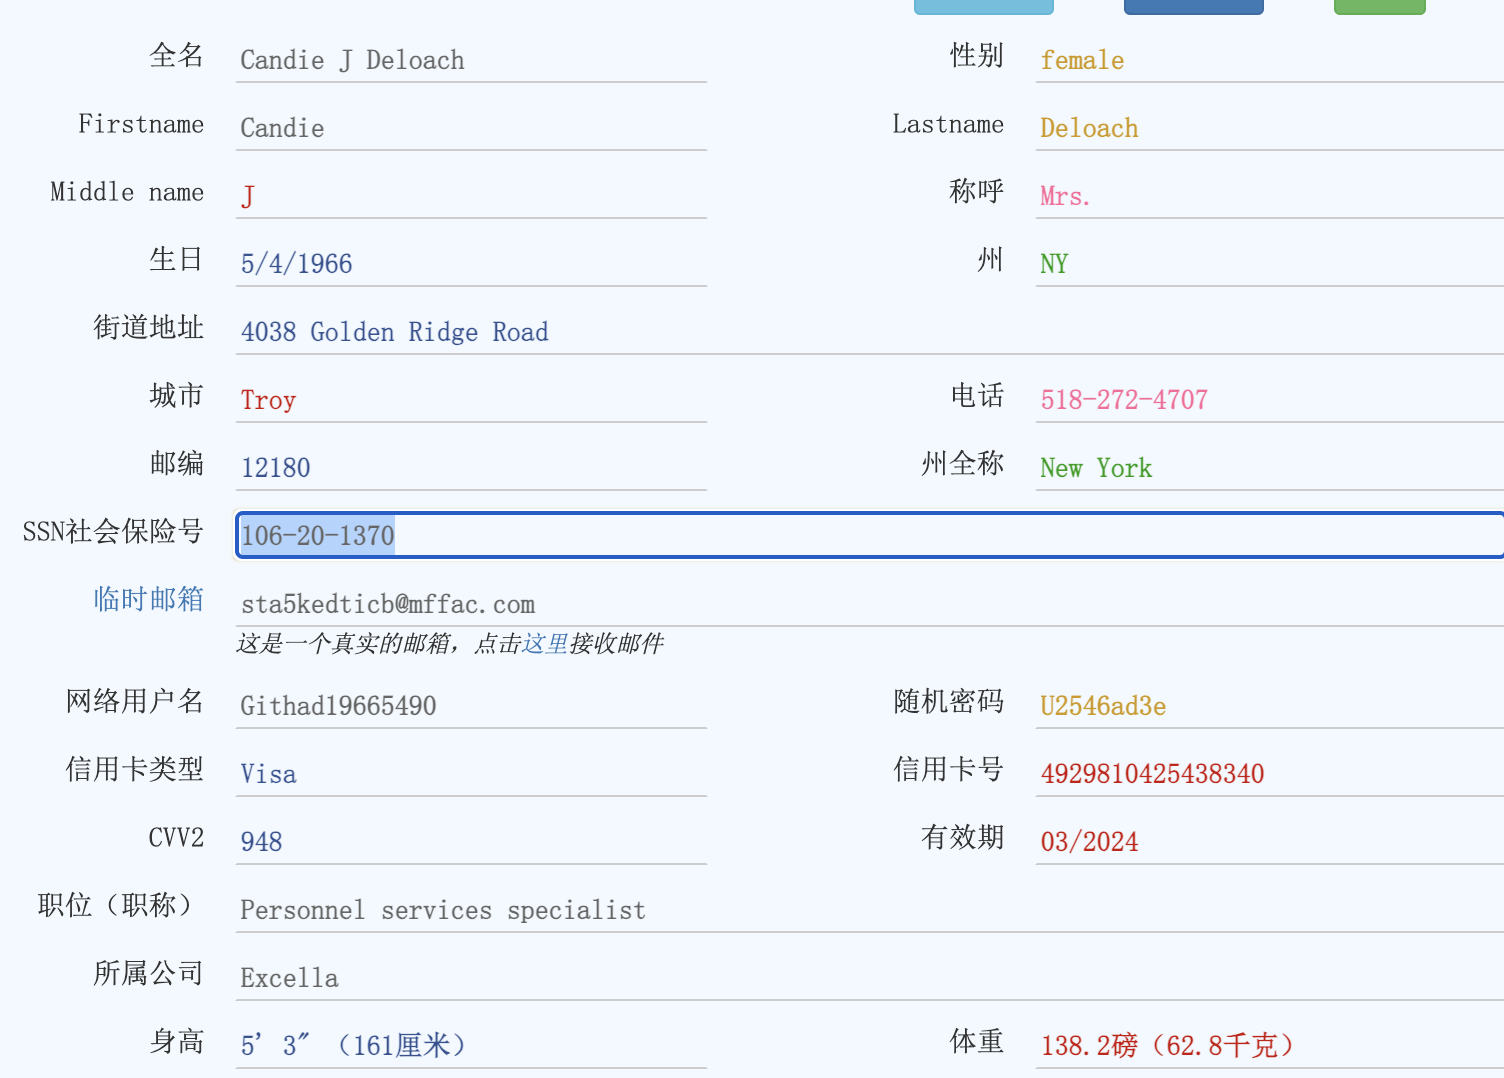 全名 Candie J Deloach 性别 female
Firstname Candie Lastname Deloach
Middle name J 称呼 Mrs.
生日 5/4/1966 州 NY
街道地址 4038 Golden Ridge Road
城市 Troy 电话 518-272-4707
邮编 12180 州全称 New York
SSN社会保险号 106-20-1370
临时邮箱 sta5kedticb@mffac.com
这是一个真实的邮箱，点击这里接收邮件
网络用户名 Githad19665490 随机密码 U2546ad3e
信用卡类型 Visa 信用卡号 4929810425438340
CVV2 948 有效期 03/2024
职位（职称） Personnel services specialist
所属公司 Excella
身高 5' 3" （161厘米） 体重 138.2磅（62.8千克）